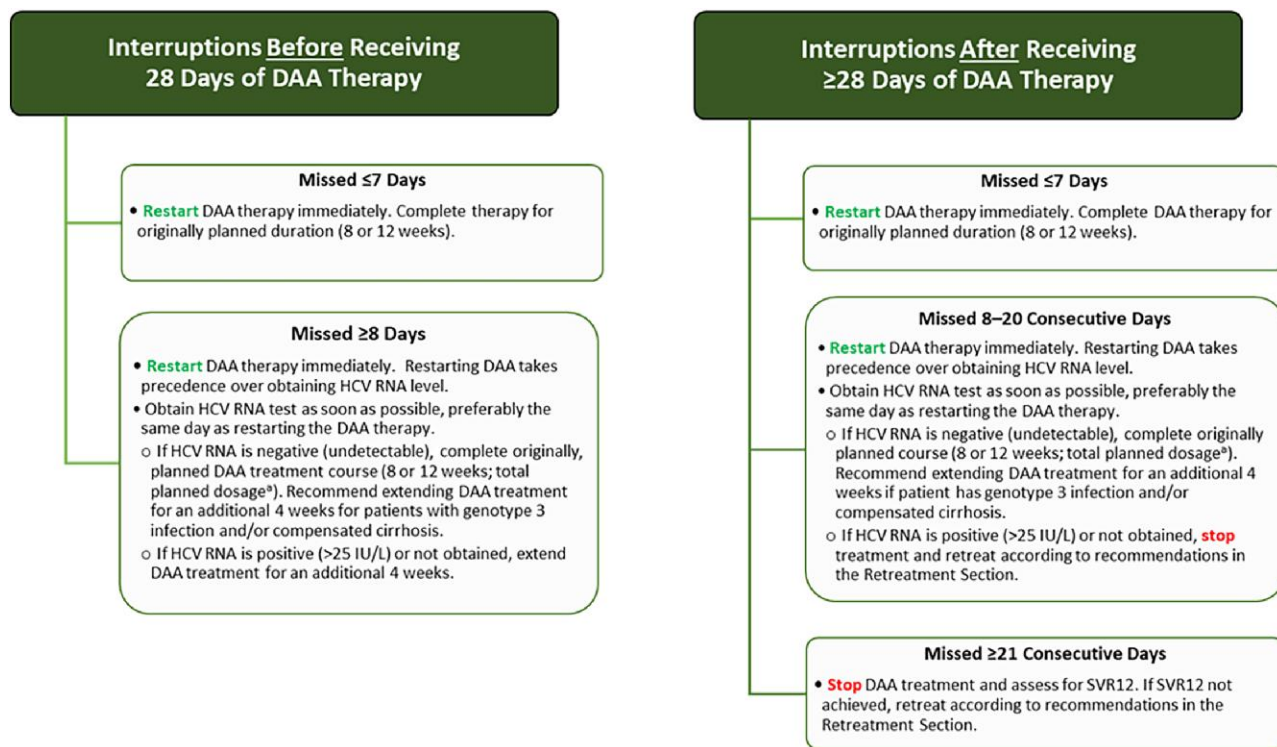 Interruptions Before Receiving
28 Days of DAA Therapy
Missed ≤7 Days
• Restart DAA therapy immediately. Complete therapy for
originally planned duration (8 or 12 weeks).
Missed ≥8 Days
• Restart DAA therapy immediately.  Restarting DAA takes
precedence over obtaining HCV RNA level.
• Obtain HCV RNA test as soon as possible, preferably the
same day as restarting the DAA therapy.
○ If HCV RNA is negative (undetectable), complete originally,
planned DAA treatment course (8 or 12 weeks; total
planned dosageᵃ). Recommend extending DAA treatment
for an additional 4 weeks for patients with genotype 3
infection and/or compensated cirrhosis.
○ If HCV RNA is positive (>25 IU/L) or not obtained, extend
DAA treatment for an additional 4 weeks.
Interruptions After Receiving
≥28 Days of DAA Therapy
Missed ≤7 Days
• Restart DAA therapy immediately. Complete DAA therapy for
originally planned duration (8 or 12 weeks).
Missed 8–20 Consecutive Days
• Restart DAA therapy immediately. Restarting DAA takes
precedence over obtaining HCV RNA level.
• Obtain HCV RNA test as soon as possible, preferably the
same day as restarting the DAA therapy.
○ If HCV RNA is negative (undetectable), complete originally
planned course (8 or 12 weeks; total planned dosageᵃ).
Recommend extending DAA treatment for an additional 4
weeks if patient has genotype 3 infection and/or
compensated cirrhosis.
○ If HCV RNA is positive (>25 IU/L) or not obtained, stop
treatment and retreat according to recommendations in
the Retreatment Section.
Missed ≥21 Consecutive Days
• Stop DAA treatment and assess for SVR12. If SVR12 not
achieved, retreat according to recommendations in the
Retreatment Section.